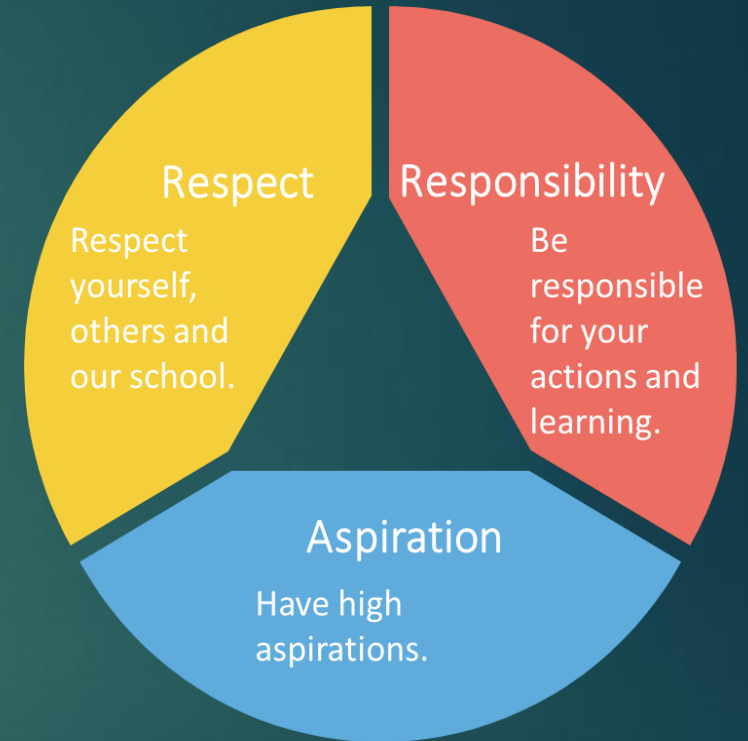 Respect
Respect
yourself,
others and
our school.
Responsibility
Be
responsible
for your
actions and
learning.
Aspiration
Have high
aspirations.